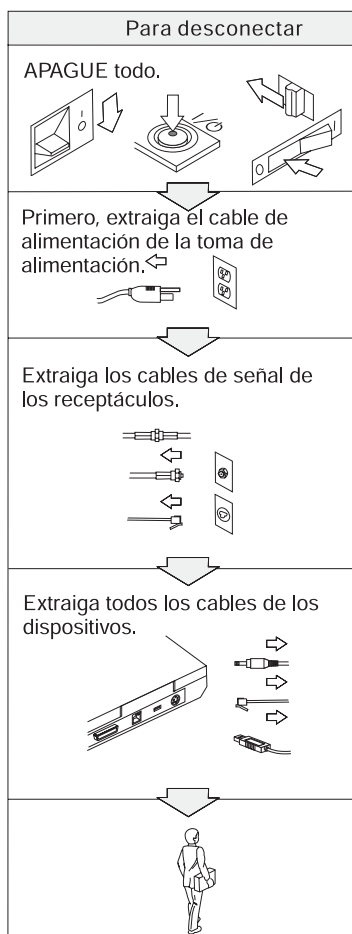 Para desconectar
APAGUE todo.
Primero, extraiga el cable de
alimentación de la toma de
alimentación.
Extraiga los cables de señal de
los receptáculos.
Extraiga todos los cables de los
dispositivos.